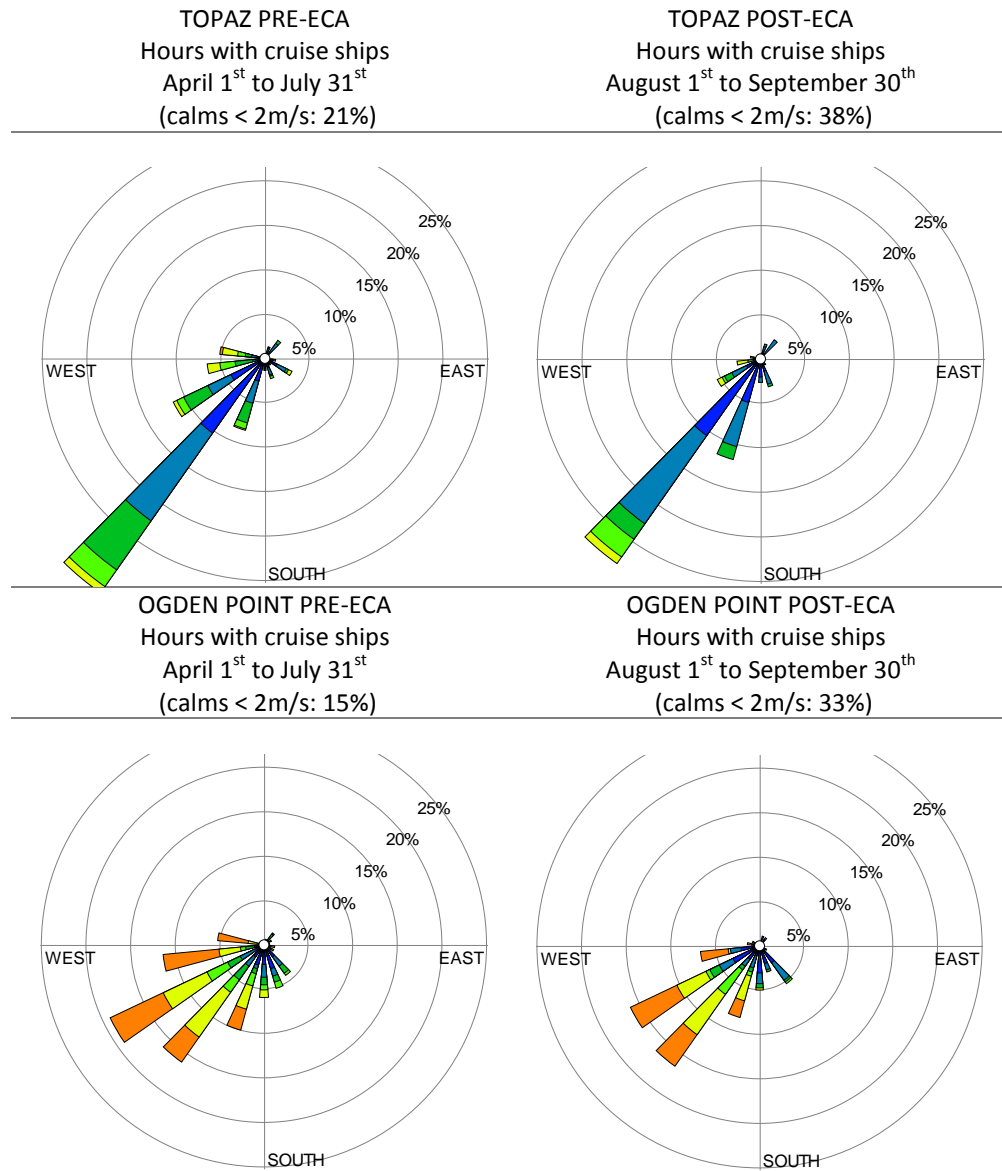 TOPAZ PRE-ECA
Hours with cruise ships
April 1st to July 31st
(calms < 2m/s: 21%)
TOPAZ POST-ECA
Hours with cruise ships
August 1st to September 30th
(calms < 2m/s: 38%)
25%
20%
15%
10%
5%
WEST
EAST
SOUTH
25%
20%
15%
10%
5%
WEST
EAST
SOUTH
OGDEN POINT PRE-ECA
Hours with cruise ships
April 1st to July 31st
(calms < 2m/s: 15%)
OGDEN POINT POST-ECA
Hours with cruise ships
August 1st to September 30th
(calms < 2m/s: 33%)
25%
20%
15%
10%
5%
WEST
EAST
SOUTH
25%
20%
15%
10%
5%
WEST
EAST
SOUTH